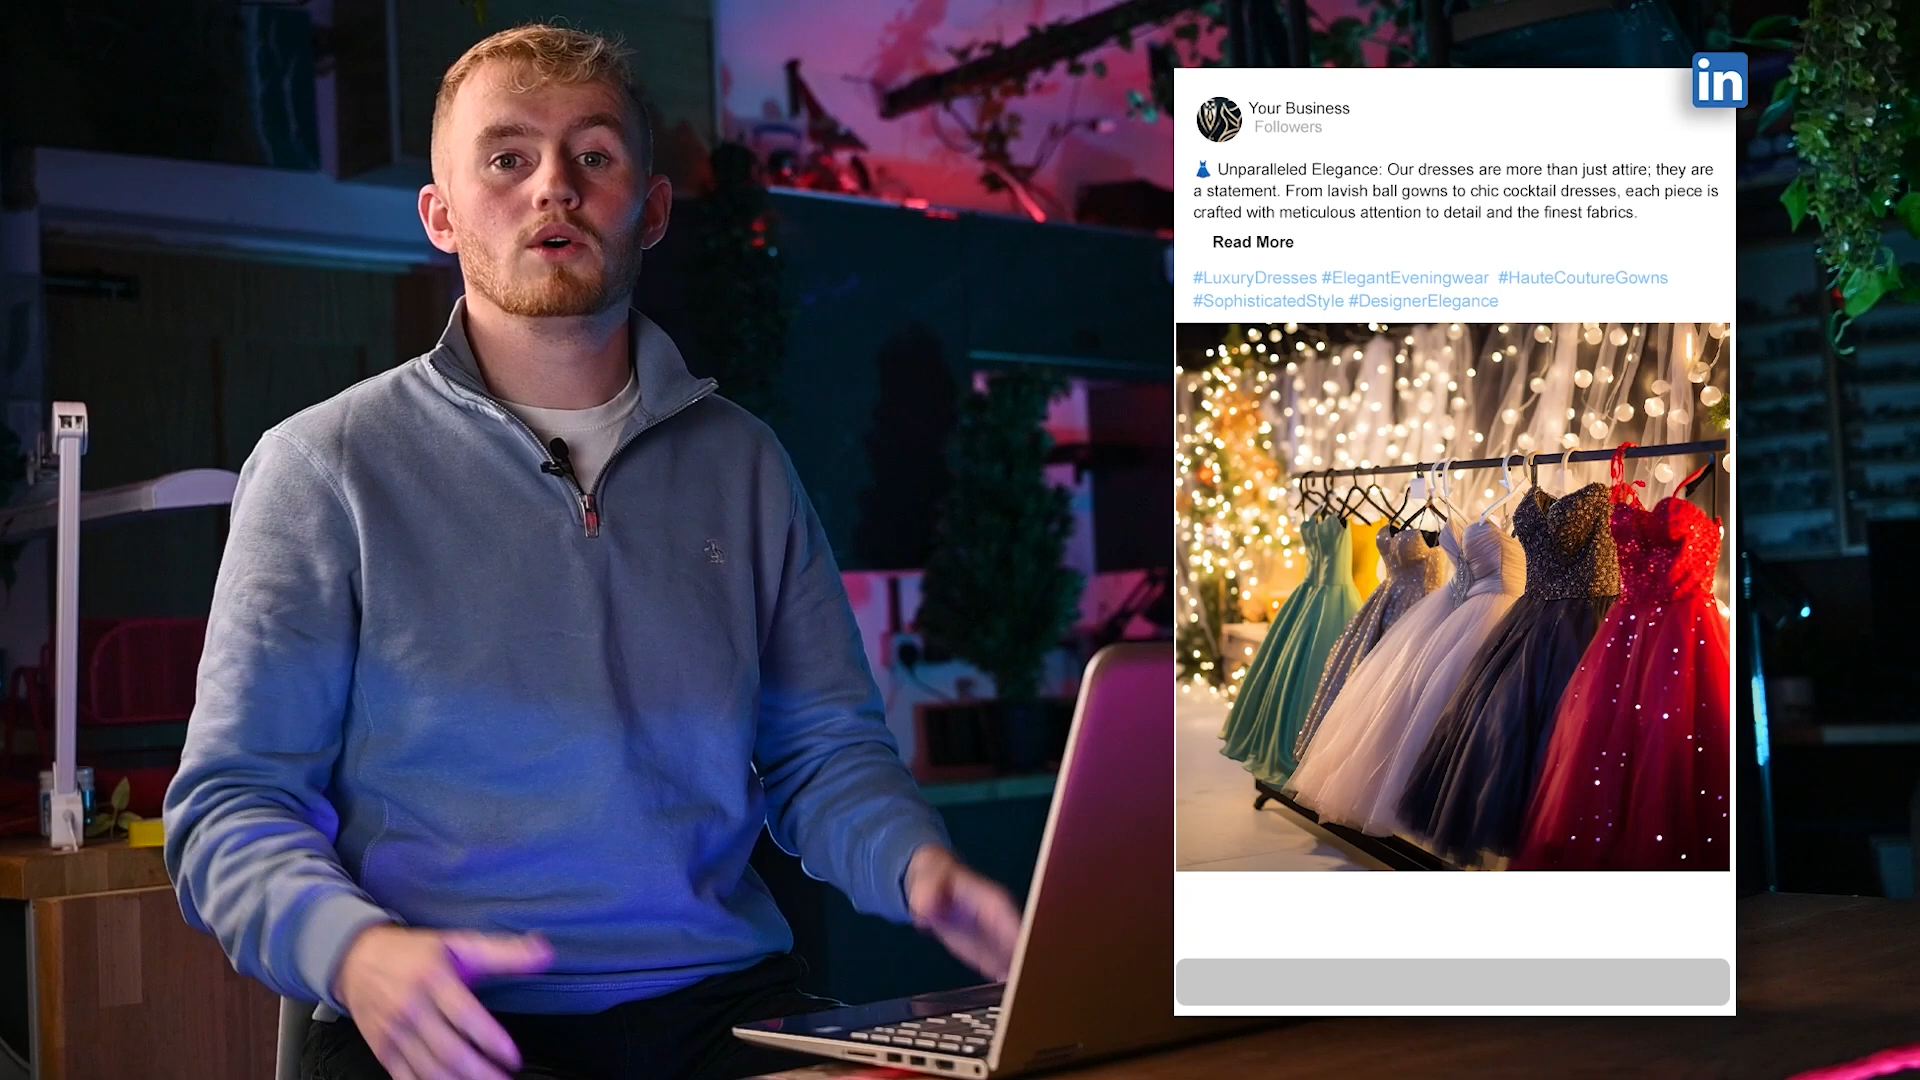 in
Your Business
Followers
👗 Unparalleled Elegance: Our dresses are more than just attire; they are
a statement. From lavish ball gowns to chic cocktail dresses, each piece is
crafted with meticulous attention to detail and the finest fabrics.
Read More
#LuxuryDresses #ElegantEveningwear #HauteCoutureGowns
#SophisticatedStyle #DesignerElegance